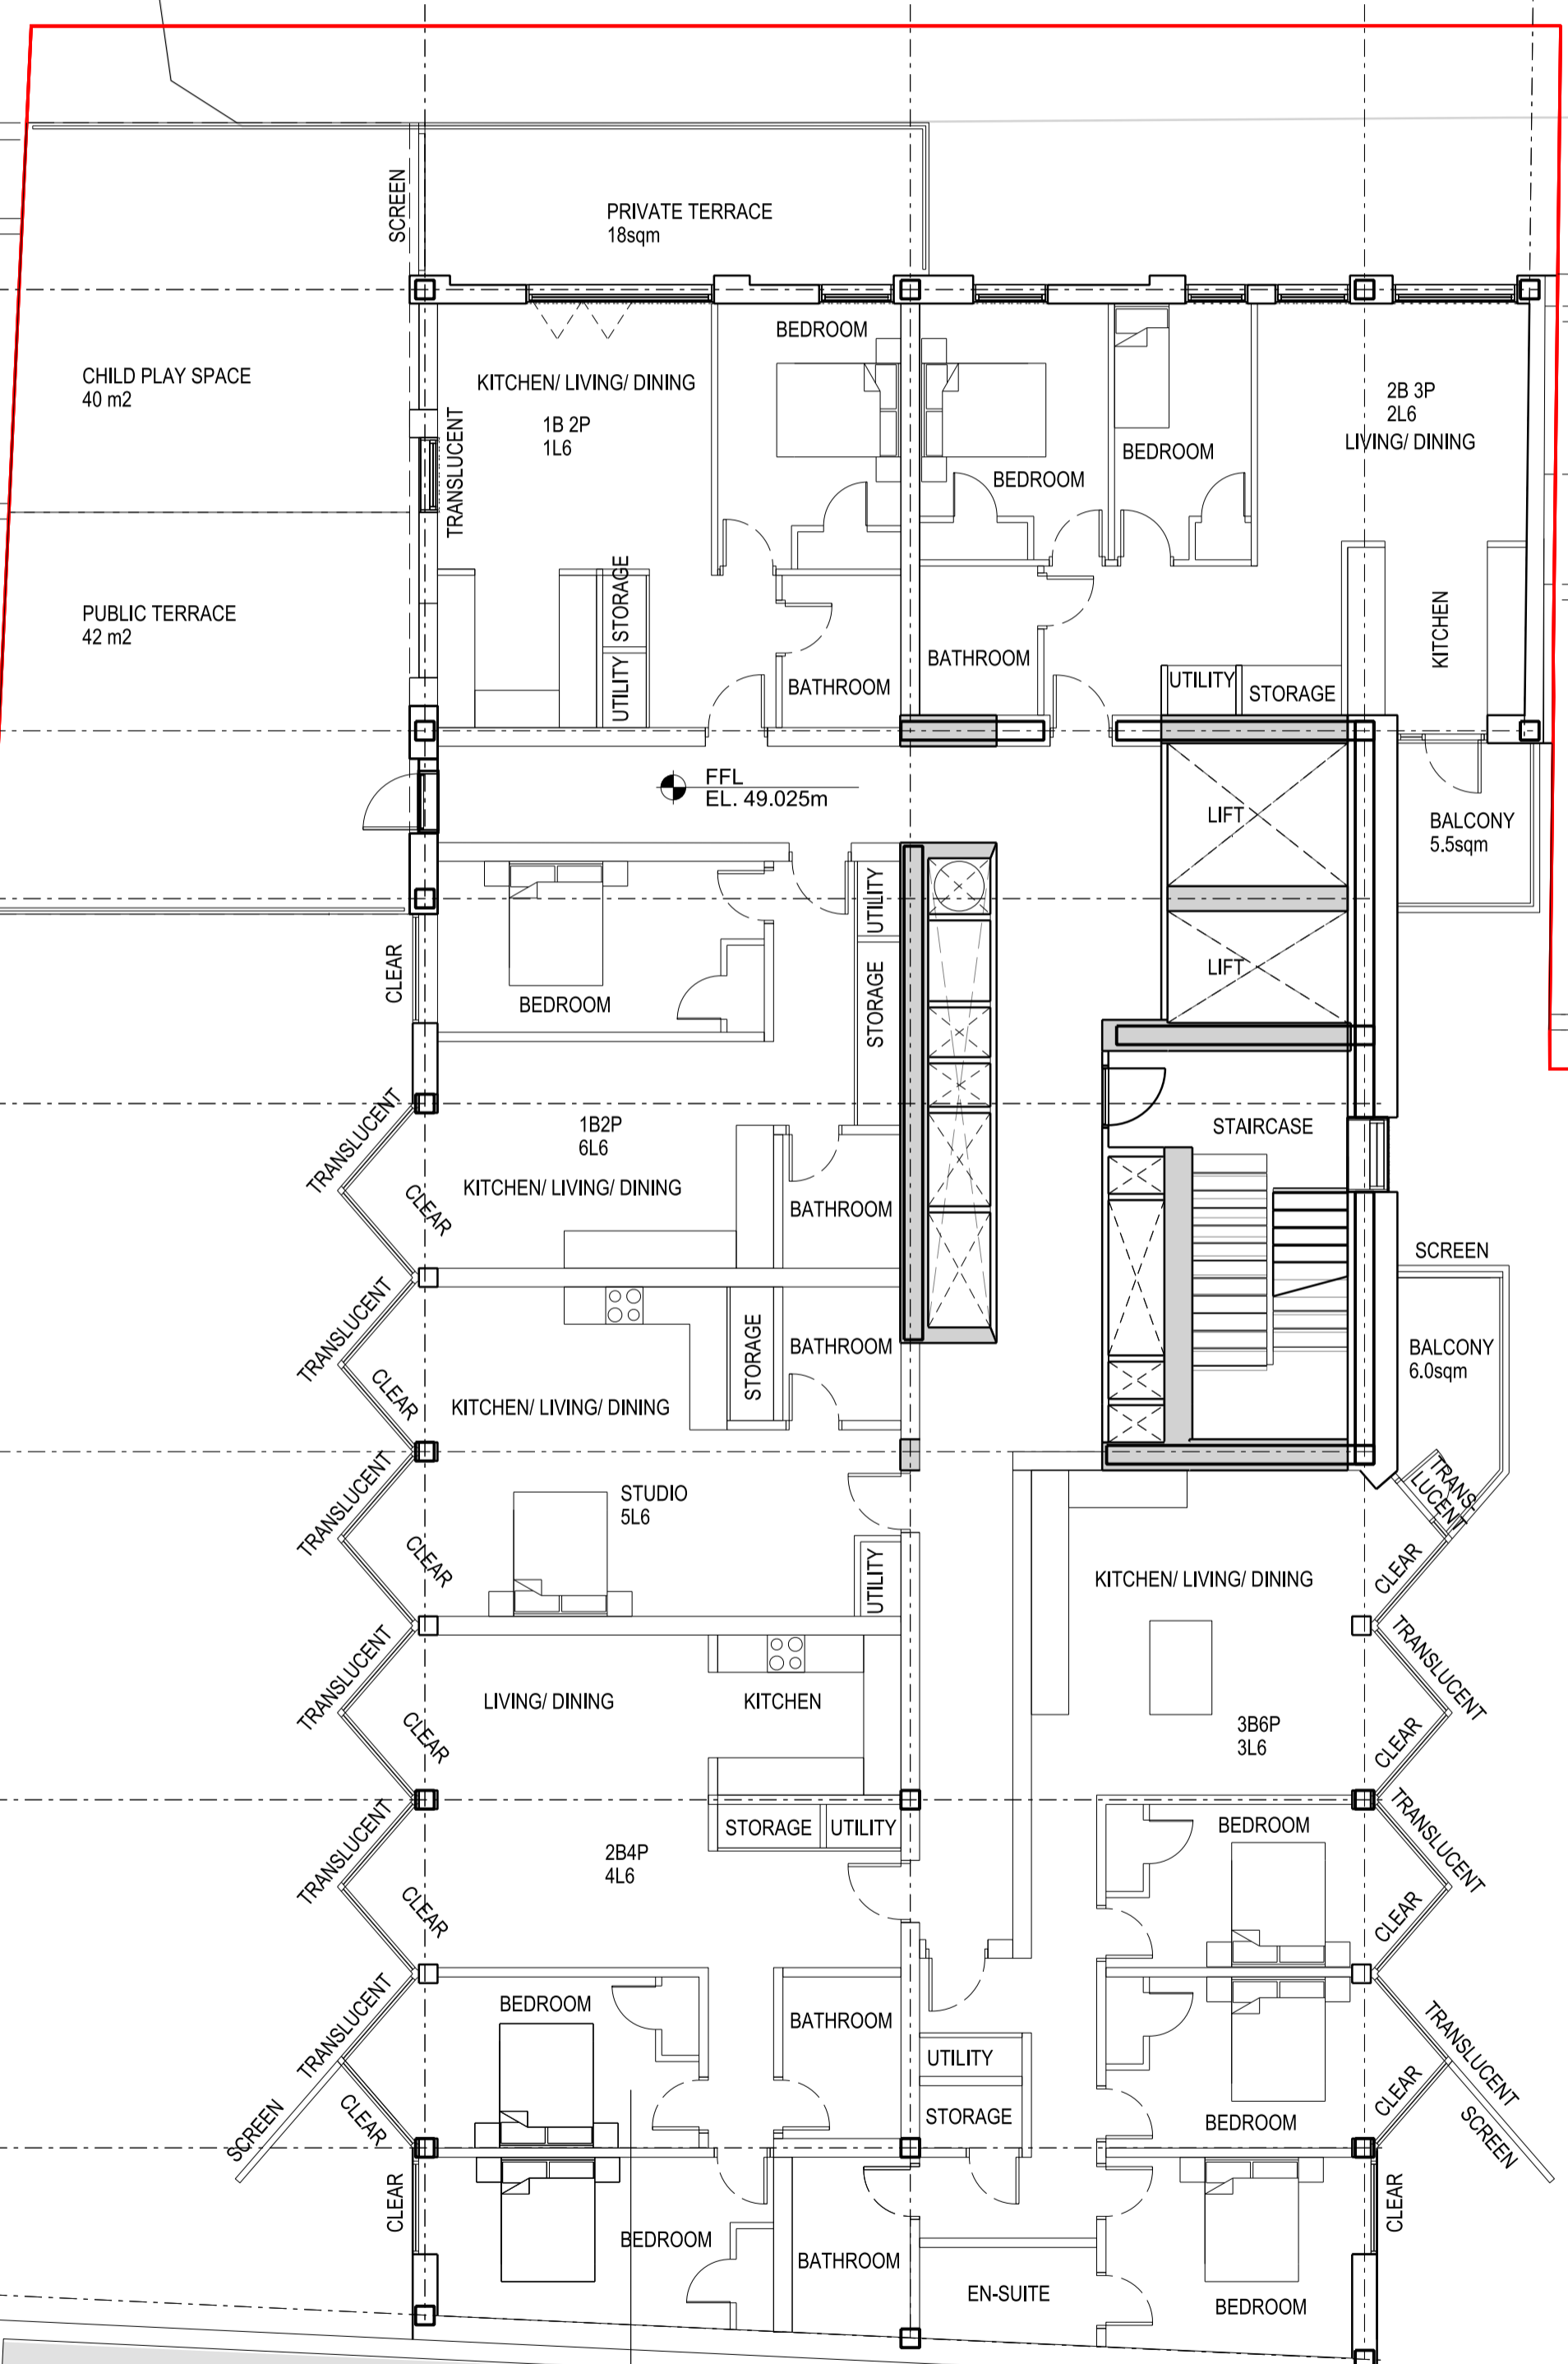 SCREEN
PRIVATE TERRACE
18sqm
CHILD PLAY SPACE
40 m2
TRANSLUCENT
KITCHEN/ LIVING/ DINING
1B 2P
1L6
BEDROOM
BEDROOM
BEDROOM
2B 3P
2L6
LIVING/ DINING
PUBLIC TERRACE
42 m2
STORAGE
UTILITY
BATHROOM
BATHROOM
UTILITY
STORAGE
KITCHEN
FFL
EL. 49.025m
LIFT
BALCONY
5.5sqm
CLEAR
BEDROOM
UTILITY
STORAGE
LIFT
TRANSLUCENT
CLEAR
1B2P
6L6
KITCHEN/ LIVING/ DINING
BATHROOM
STAIRCASE
SCREEN
TRANSLUCENT
CLEAR
KITCHEN/ LIVING/ DINING
STORAGE
BATHROOM
BALCONY
6.0sqm
TRANSLUCENT
CLEAR
STUDIO
5L6
UTILITY
TRANS-
LUCENT
CLEAR
KITCHEN/ LIVING/ DINING
TRANSLUCENT
CLEAR
LIVING/ DINING
KITCHEN
3B6P
3L6
TRANSLUCENT
CLEAR
TRANSLUCENT
CLEAR
2B4P
4L6
STORAGE
UTILITY
BEDROOM
TRANSLUCENT
CLEAR
TRANSLUCENT
CLEAR
SCREEN
BEDROOM
BATHROOM
UTILITY
STORAGE
BEDROOM
TRANSLUCENT
CLEAR
SCREEN
CLEAR
BEDROOM
BATHROOM
EN-SUITE
BEDROOM
CLEAR